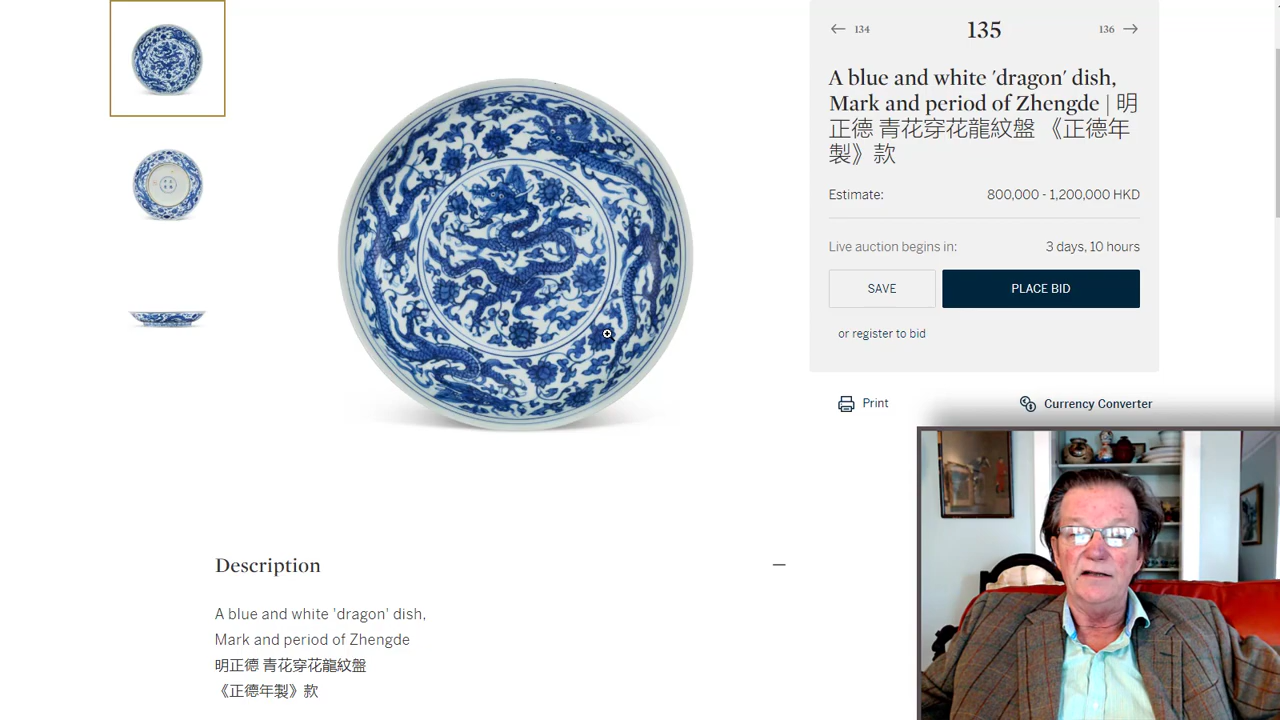 ← 134
135
136 →
A blue and white 'dragon' dish,
Mark and period of Zhengde | 明
正德 青花穿花龍紋盤 《正德年
製》款
Estimate: 800,000 - 1,200,000 HKD
Live auction begins in: 3 days, 10 hours
SAVE
PLACE BID
or register to bid
Print
Currency Converter
Description
A blue and white 'dragon' dish,
Mark and period of Zhengde
明正德 青花穿花龍紋盤
《正德年製》款